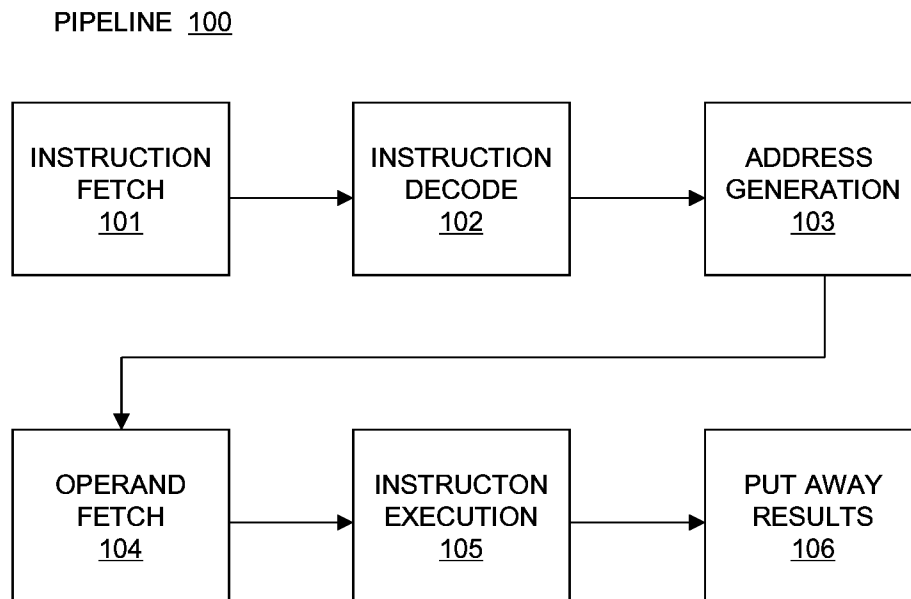 PIPELINE 100
INSTRUCTION
FETCH
101
INSTRUCTION
DECODE
102
ADDRESS
GENERATION
103
OPERAND
FETCH
104
INSTRUCTON
EXECUTION
105
PUT AWAY
RESULTS
106